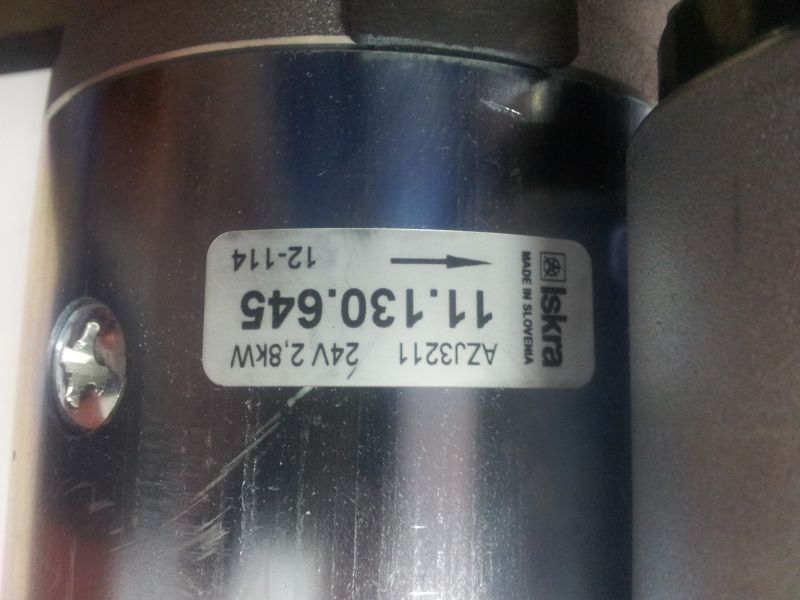 Iskra
MADE IN SLOVENIA
AZJ3211 24V 2,8kW
11.130.645
12-114